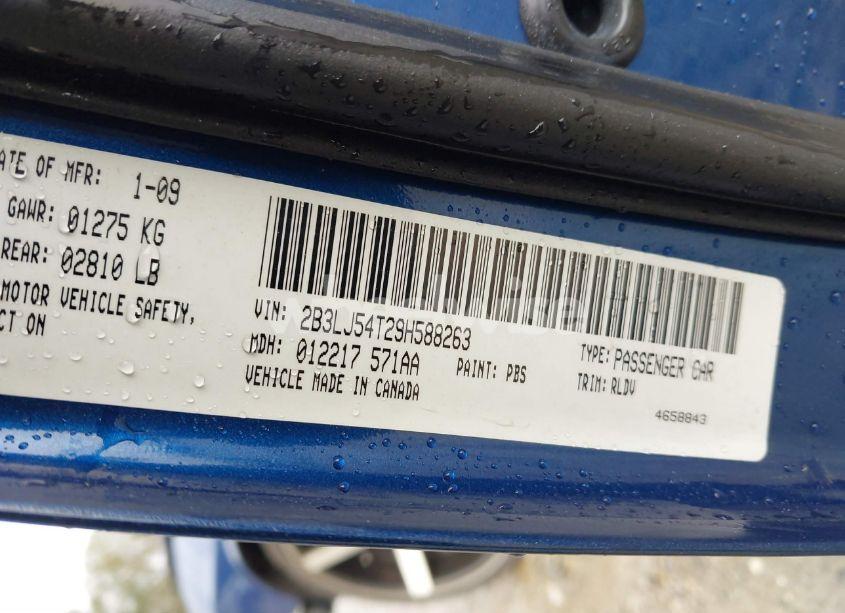 ATE OF MFR: 1-09
GAWR: 01275 KG
REAR: 02810 LB
MOTOR VEHICLE SAFETY,
CT ON
VIN: 2B3LJ54T29H588263
MDH: 012217 571AA
PAINT: PBS
VEHICLE MADE IN CANADA
TYPE: PASSENGER CAR
TRIM: RLDV
4658843